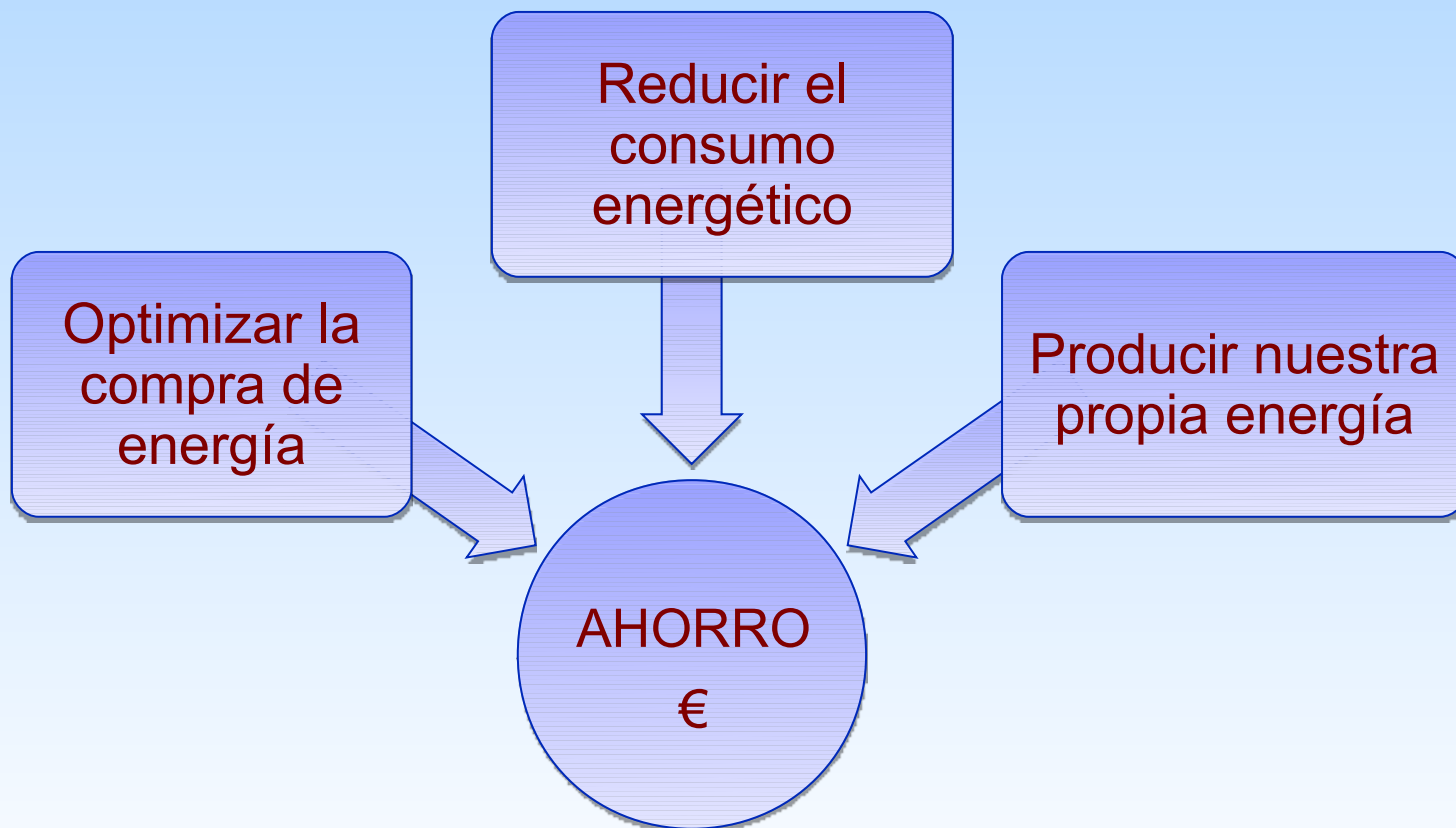 Reducir el
consumo
energético
Optimizar la
compra de
energía
Producir nuestra
propia energía
AHORRO
€